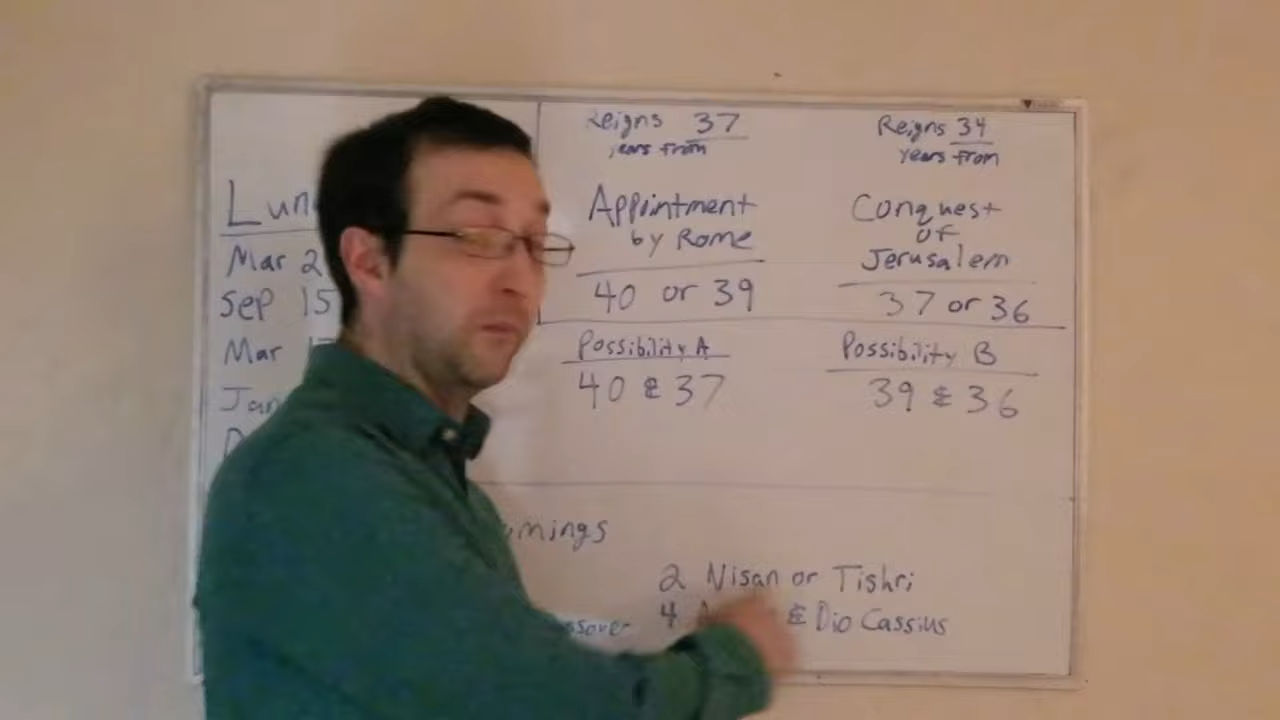 Reigns 37
years from
Appointment
by Rome
40 or 39
Reigns 34
years from
Conquest
of
Jerusalem
37 or 36
Lun
Mar 2
Sep 15
Mar
Jan
Possibility A
40 & 37
Possibility B
39 & 36
2 Nisan or Tishri
4 & Dio Cassius